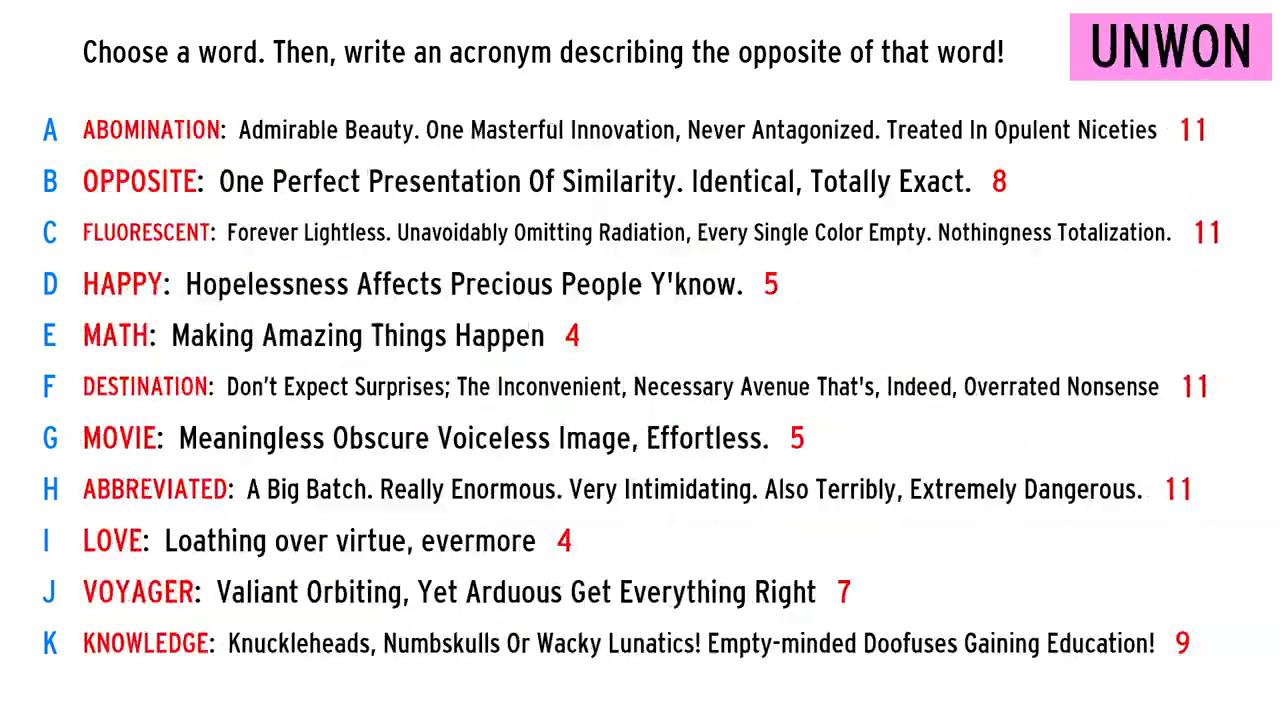 Choose a word. Then, write an acronym describing the opposite of that word!
UNWON
A ABOMINATION: Admirable Beauty. One Masterful Innovation, Never Antagonized. Treated In Opulent Niceties 11
B OPPOSITE: One Perfect Presentation Of Similarity. Identical, Totally Exact. 8
C FLUORESCENT: Forever Lightless. Unavoidably Omitting Radiation, Every Single Color Empty. Nothingness Totalization. 11
D HAPPY: Hopelessness Affects Precious People Y'know. 5
E MATH: Making Amazing Things Happen 4
F DESTINATION: Don’t Expect Surprises; The Inconvenient, Necessary Avenue That's, Indeed, Overrated Nonsense 11
G MOVIE: Meaningless Obscure Voiceless Image, Effortless. 5
H ABBREVIATED: A Big Batch. Really Enormous. Very Intimidating. Also Terribly, Extremely Dangerous. 11
I LOVE: Loathing over virtue, evermore 4
J VOYAGER: Valiant Orbiting, Yet Arduous Get Everything Right 7
K KNOWLEDGE: Knuckleheads, Numbskulls Or Wacky Lunatics! Empty-minded Doofuses Gaining Education! 9